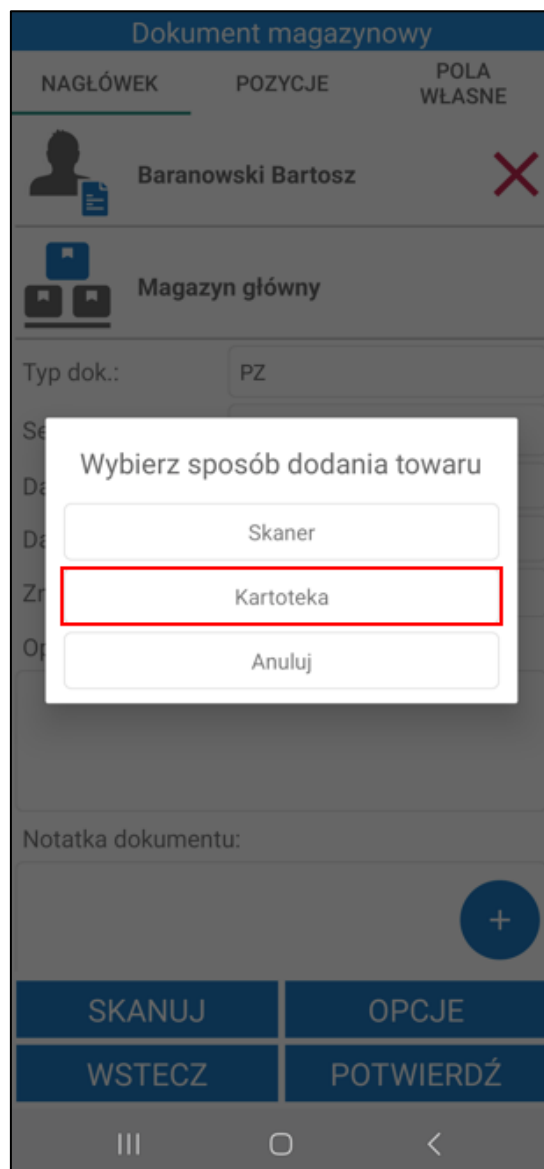 Dokument magazynowy
NAGŁÓWEK
POZYCJE
POLA
WŁASNE
Baranowski Bartosz
Magazyn główny
Typ dok.:
PZ
Wybierz sposób dodania towaru
Skaner
Kartoteka
Anuluj
Notatka dokumentu:
+
SKANUJ
OPCJE
WSTECZ
POTWIERDŹ